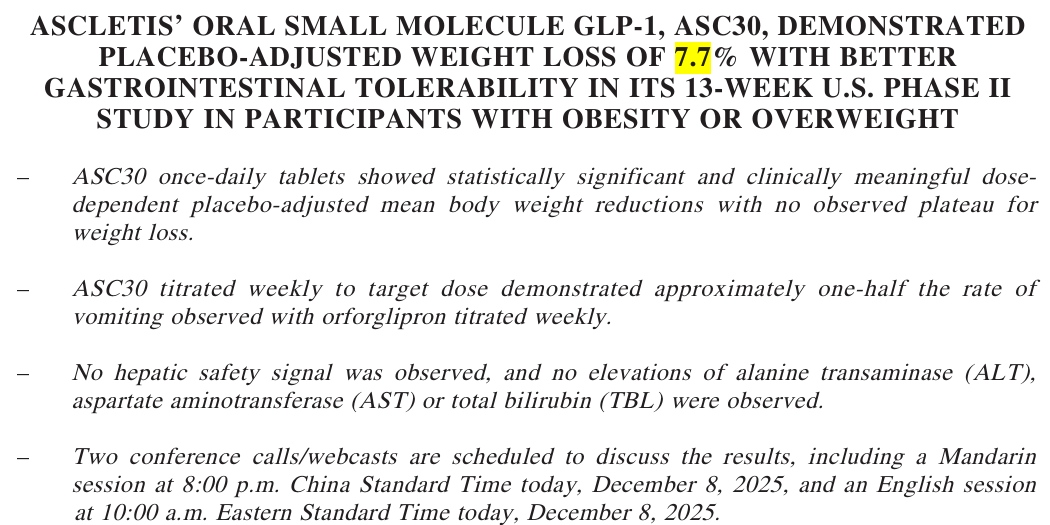 ASCLETIS’ ORAL SMALL MOLECULE GLP-1, ASC30, DEMONSTRATED
PLACEBO-ADJUSTED WEIGHT LOSS OF 7.7% WITH BETTER
GASTROINTESTINAL TOLERABILITY IN ITS 13-WEEK U.S. PHASE II
STUDY IN PARTICIPANTS WITH OBESITY OR OVERWEIGHT
– ASC30 once-daily tablets showed statistically significant and clinically meaningful dose-
dependent placebo-adjusted mean body weight reductions with no observed plateau for
weight loss.
– ASC30 titrated weekly to target dose demonstrated approximately one-half the rate of
vomiting observed with orforglipron titrated weekly.
– No hepatic safety signal was observed, and no elevations of alanine transaminase (ALT),
aspartate aminotransferase (AST) or total bilirubin (TBL) were observed.
– Two conference calls/webcasts are scheduled to discuss the results, including a Mandarin
session at 8:00 p.m. China Standard Time today, December 8, 2025, and an English session
at 10:00 a.m. Eastern Standard Time today, December 8, 2025.